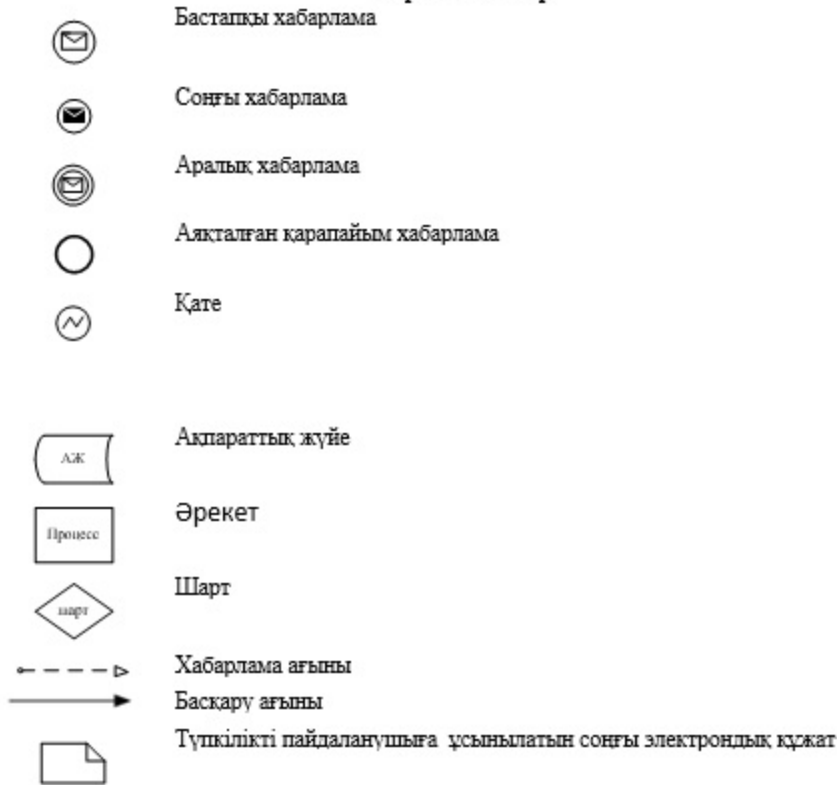 Бастапқы хабарлама
Соңғы хабарлама
Аралық хабарлама
Аяқталған қарапайым хабарлама
Қате
АЖ Ақпараттық жүйе
Процесс Әрекет
шарт Шарт
Хабарлама ағыны
Басқару ағыны
Түпкілікті пайдаланушыға ұсынылатын соңғы электрондық құжат